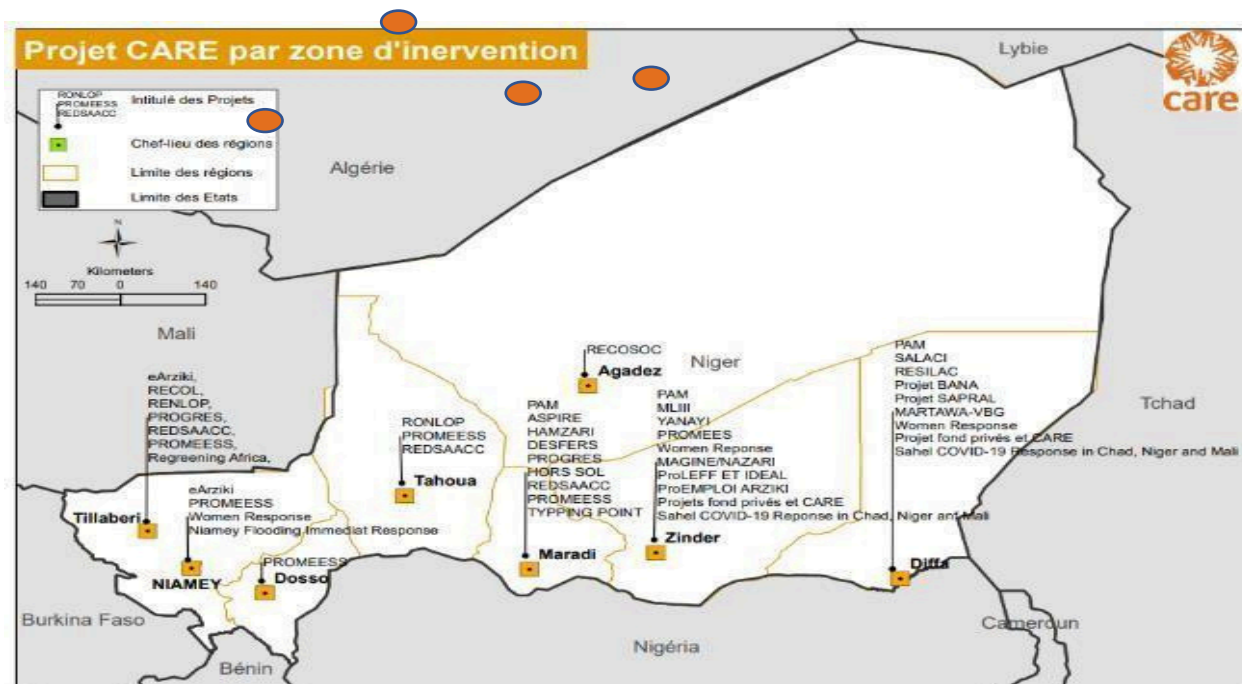 Projet CARE par zone d'inervention
Lybie
care
RONLOP
PROMEESS
REDSAACC
Intitulé des Projets
Chef-lieu des régions
Limite des régions
Limite des Etats
Algérie
N
Kilometers
140 70 0 140
Mali
Niger
Tchad
RECOSOC
Agadez
eArziki,
RECOL,
RENLOP,
PROGRES,
REDSAACC,
PROMEESS,
Regreening Africa,
Tillaberi
eArziki
PROMEESS
Women Response
Niamey Flooding Immediat Response
NIAMEY
PROMEESS
Dosso
RONLOP
PROMEESS
REDSAACC
Tahoua
PAM
ASPIRE
HAMZARI
DESFERS
PROGRES
HORS SOL
REDSAACC
PROMEESS
TYPPING POINT
Maradi
PAM
MLIII
YANAYI
PROMEES
Women Reponse
MAGINE/NAZARI
ProLEFF ET IDEAL
ProEMPLOI ARZIKI
Projets fond privés et CARE
Sahel COVID-19 Reponse in Chad, Niger ant Mali
Zinder
PAM
SALACI
RESILAC
Projet BANA
Projet SAPRAL
MARTAWA-VBG
Women Response
Projet fond privés et CARE
Sahel COVID-19 Response in Chad, Niger and Mali
Diffa
Burkina Faso
Bénin
Nigéria
Cameroun